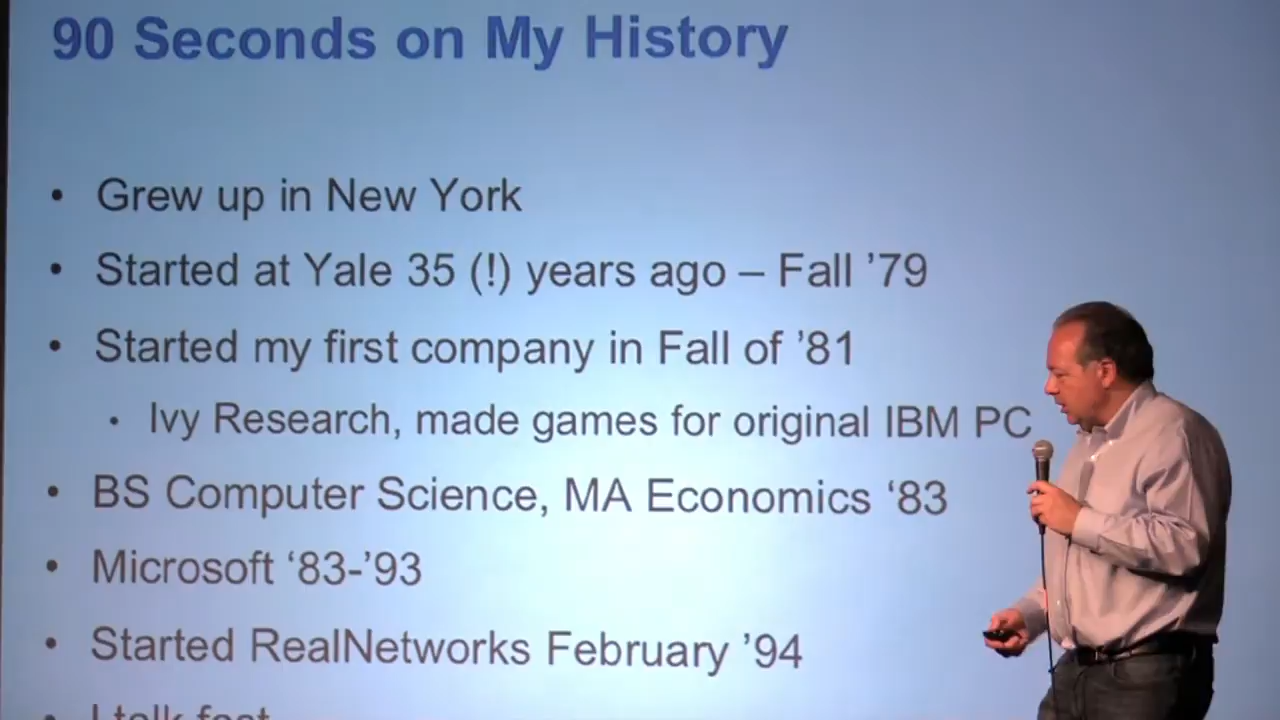 90 Seconds on My History
• Grew up in New York
• Started at Yale 35 (!) years ago – Fall ’79
• Started my first company in Fall of ’81
• Ivy Research, made games for original IBM PC
• BS Computer Science, MA Economics ‘83
• Microsoft ‘83-’93
• Started RealNetworks February ’94
• I talk fast